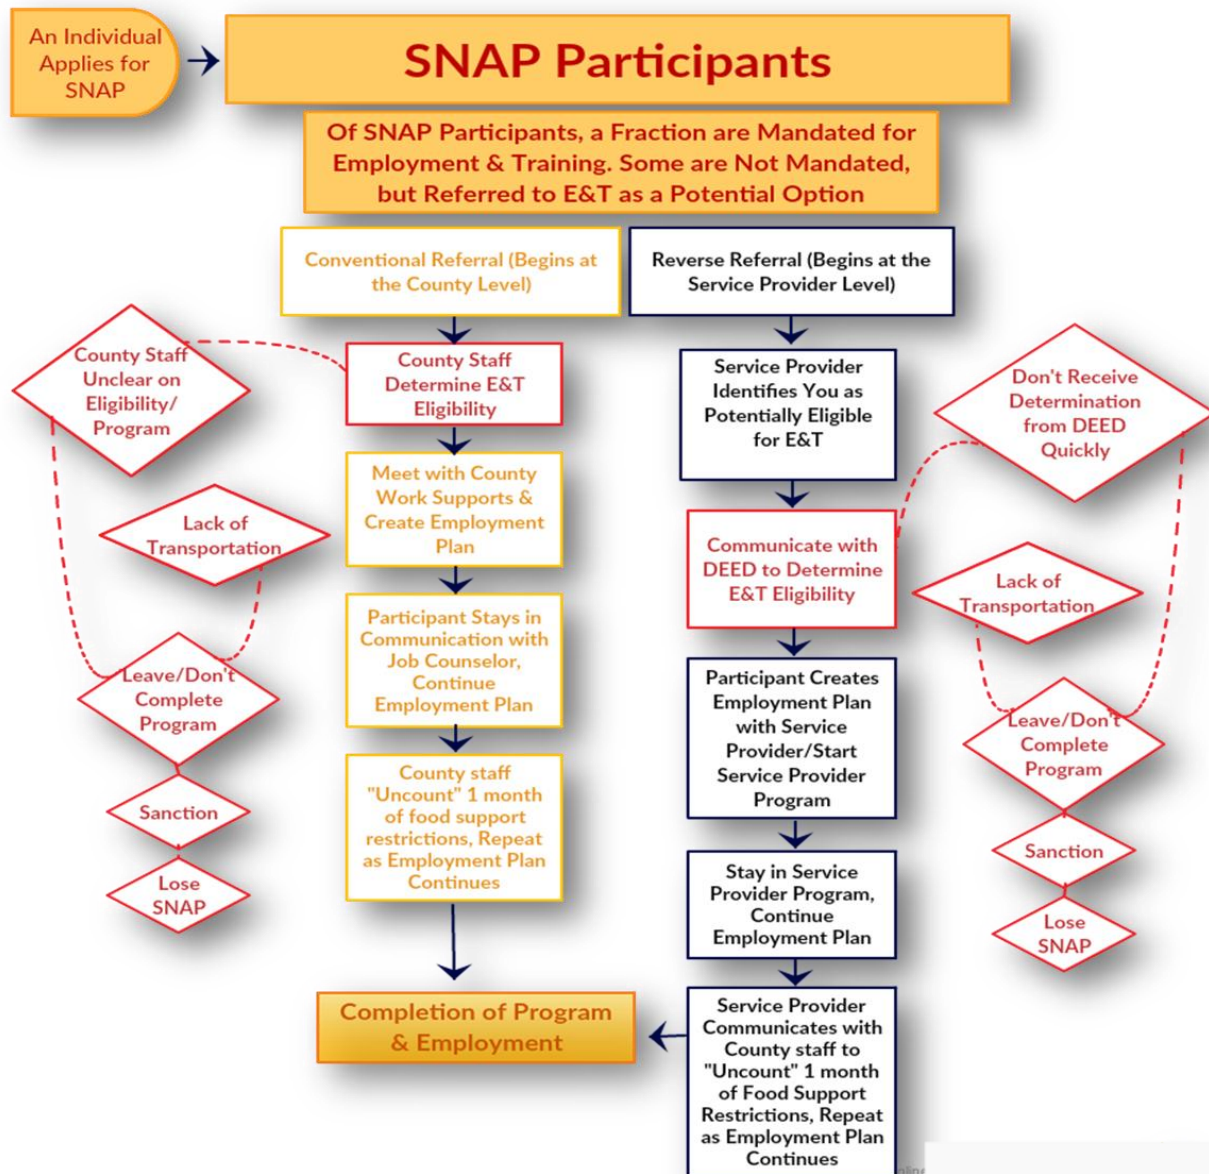 An Individual
Applies for
SNAP
SNAP Participants
Of SNAP Participants, a Fraction are Mandated for
Employment & Training. Some are Not Mandated,
but Referred to E&T as a Potential Option
Conventional Referral (Begins at
the County Level)
Reverse Referral (Begins at the
Service Provider Level)
County Staff
Unclear on
Eligibility/
Program
County Staff
Determine E&T
Eligibility
Service Provider
Identifies You as
Potentially Eligible
for E&T
Don't Receive
Determination
from DEED
Quickly
Meet with County
Work Supports &
Create Employment
Plan
Lack of
Transportation
Communicate with
DEED to Determine
E&T Eligibility
Lack of
Transportation
Participant Stays in
Communication with
Job Counselor,
Continue
Employment Plan
Leave/Don't
Complete
Program
Participant Creates
Employment Plan
with Service
Provider/Start
Service Provider
Program
Leave/Don't
Complete
Program
County staff
"Uncount" 1 month
of food support
restrictions, Repeat
as Employment Plan
Continues
Sanction
Lose
SNAP
Stay in Service
Provider Program,
Continue
Employment Plan
Sanction
Lose
SNAP
Completion of Program
& Employment
Service Provider
Communicates with
County staff to
"Uncount" 1 month
of Food Support
Restrictions, Repeat
as Employment Plan
Continues